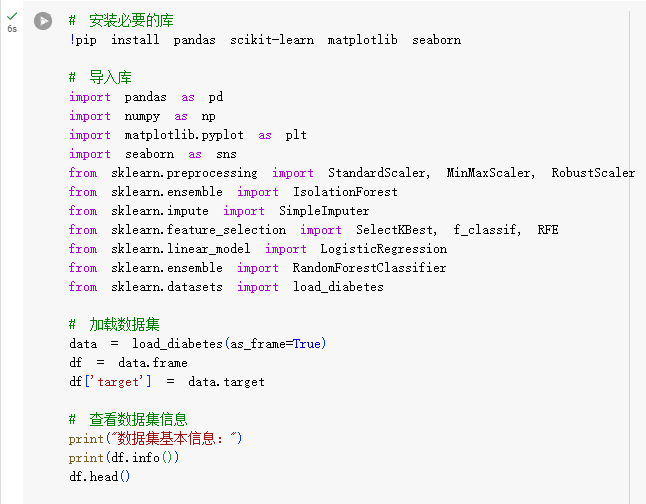 6s
# 安装必要的库
!pip install pandas scikit-learn matplotlib seaborn
# 导入库
import pandas as pd
import numpy as np
import matplotlib.pyplot as plt
import seaborn as sns
from sklearn.preprocessing import StandardScaler, MinMaxScaler, RobustScaler
from sklearn.ensemble import IsolationForest
from sklearn.impute import SimpleImputer
from sklearn.feature_selection import SelectKBest, f_classif, RFE
from sklearn.linear_model import LogisticRegression
from sklearn.ensemble import RandomForestClassifier
from sklearn.datasets import load_diabetes
# 加载数据集
data = load_diabetes(as_frame=True)
df = data.frame
df['target'] = data.target
# 查看数据集信息
print("数据集基本信息：")
print(df.info())
df.head()